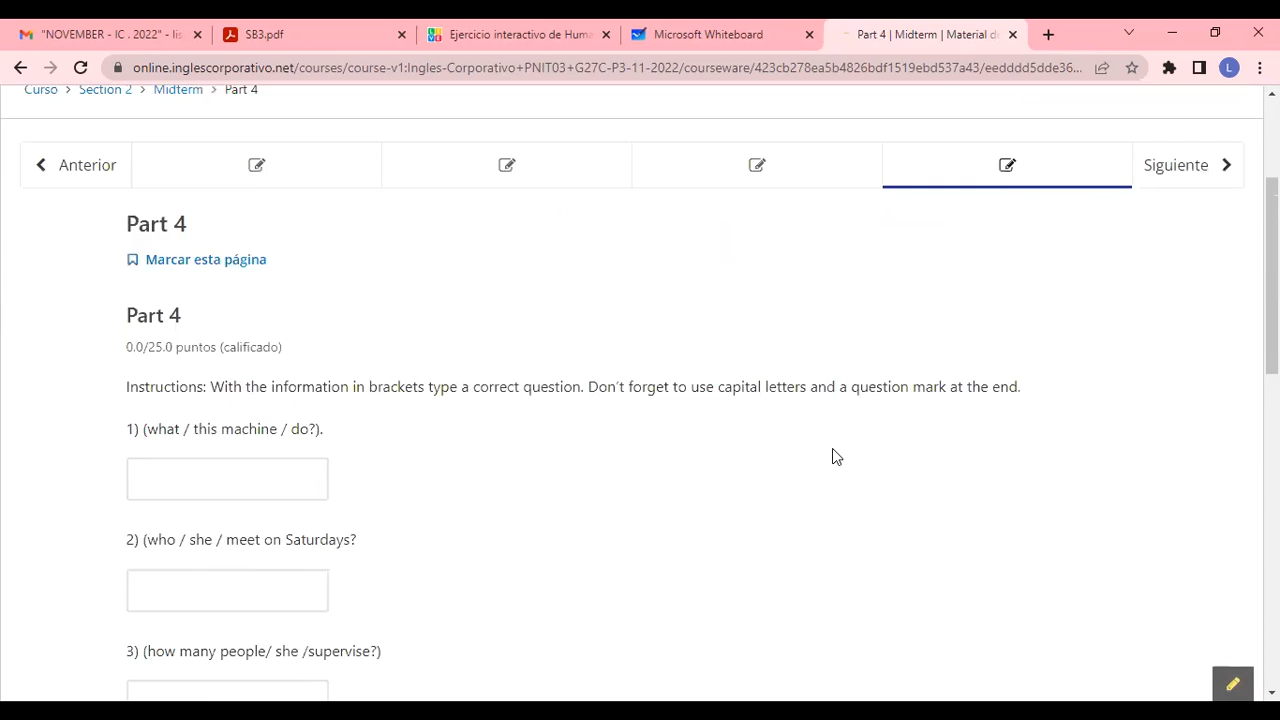 "NOVEMBER - IC . 2022" - lis
SB3.pdf
Ejercicio interactivo de Huma
Microsoft Whiteboard
Part 4 | Midterm | Material d
online.inglescorporativo.net/courses/course-v1:Ingles-Corporativo+PNIT03+G27C-P3-11-2022/courseware/423cb278ea5b4826bdf1519ebd537a43/eedddd5dde36...
L
Curso > Section 2 > Midterm > Part 4
Anterior
Siguiente
Part 4
Marcar esta página
Part 4
0.0/25.0 puntos (calificado)
Instructions: With the information in brackets type a correct question. Don't forget to use capital letters and a question mark at the end.
1) (what / this machine / do?).
2) (who / she / meet on Saturdays?
3) (how many people/ she /supervise?)